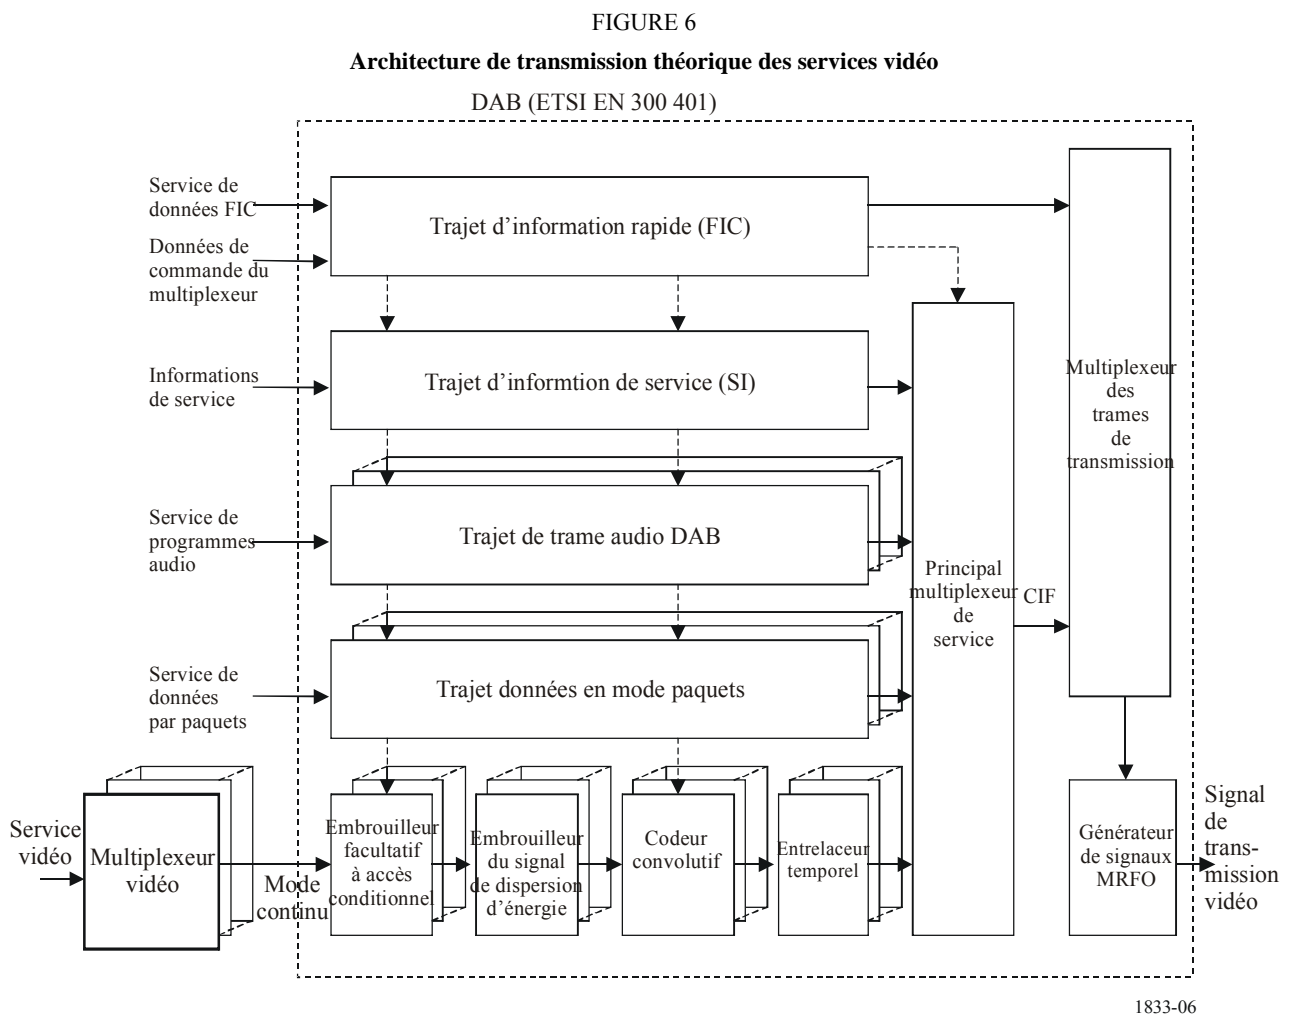 FIGURE 6
Architecture de transmission théorique des services vidéo
DAB (ETSI EN 300 401)
Service de
données FIC
Trajet d'information rapide (FIC)
Données de
commande du
multiplexeur
Informations
de service
Trajet d'informtion de service (SI)
Multiplexeur
des
trames
de
transmission
Service de
programmes
audio
Trajet de trame audio DAB
Principal
multiplexeur
de
service
CIF
Service de
données
par paquets
Trajet données en mode paquets
Service
vidéo
Multiplexeur
vidéo
Mode
continu
Embrouilleur
facultatif
à accès
conditionnel
Embrouilleur
du signal
de dispersion
d'énergie
Codeur
convolutif
Entrelaceur
temporel
Générateur
de signaux
MRFO
Signal
de
trans-
mission
vidéo
1833-06